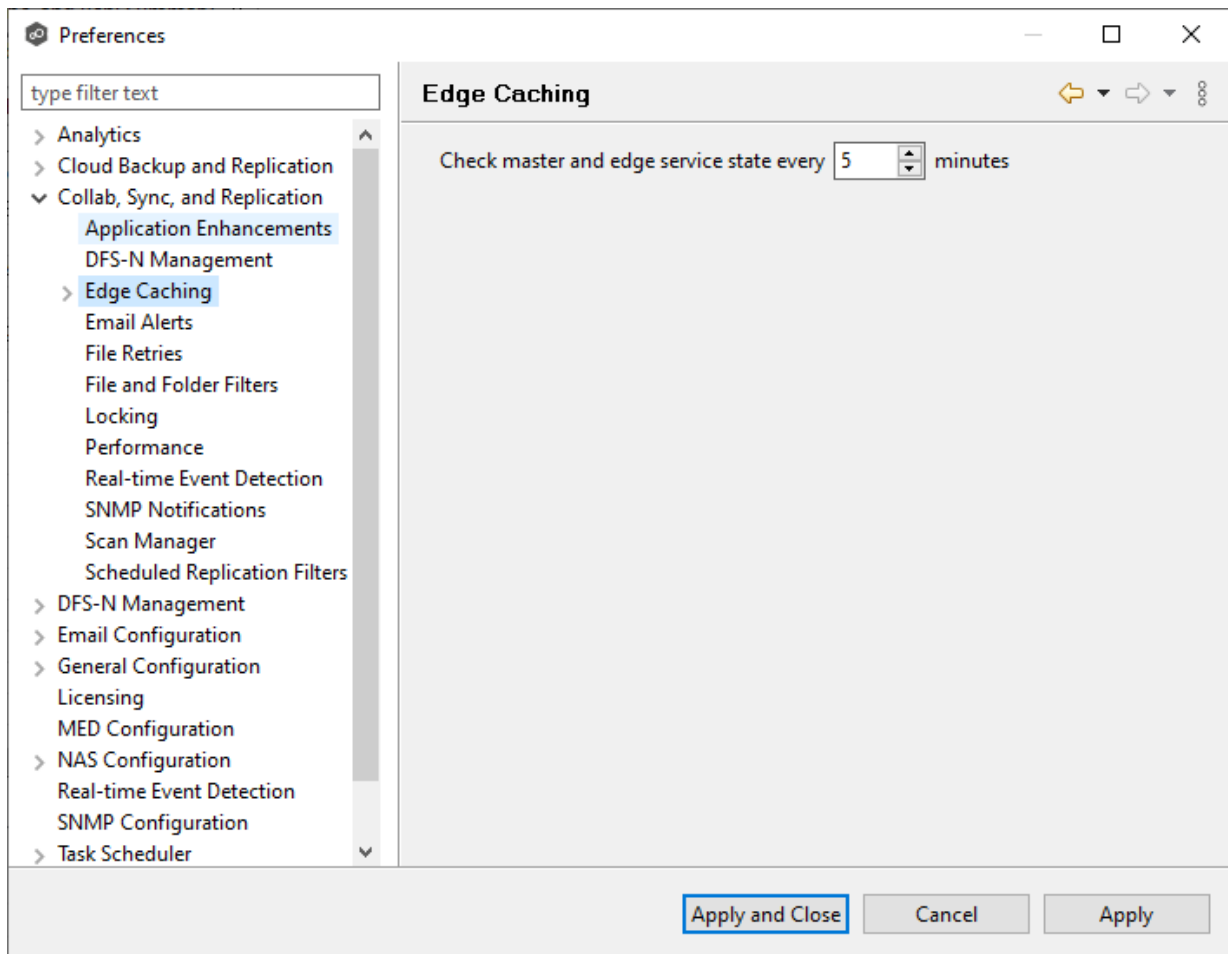 Preferences
type filter text
Analytics
Cloud Backup and Replication
Collab, Sync, and Replication
Application Enhancements
DFS-N Management
Edge Caching
Email Alerts
File Retries
File and Folder Filters
Locking
Performance
Real-time Event Detection
SNMP Notifications
Scan Manager
Scheduled Replication Filters
DFS-N Management
Email Configuration
General Configuration
Licensing
MED Configuration
NAS Configuration
Real-time Event Detection
SNMP Configuration
Task Scheduler
Edge Caching
Check master and edge service state every 5 minutes
Apply and Close Cancel Apply